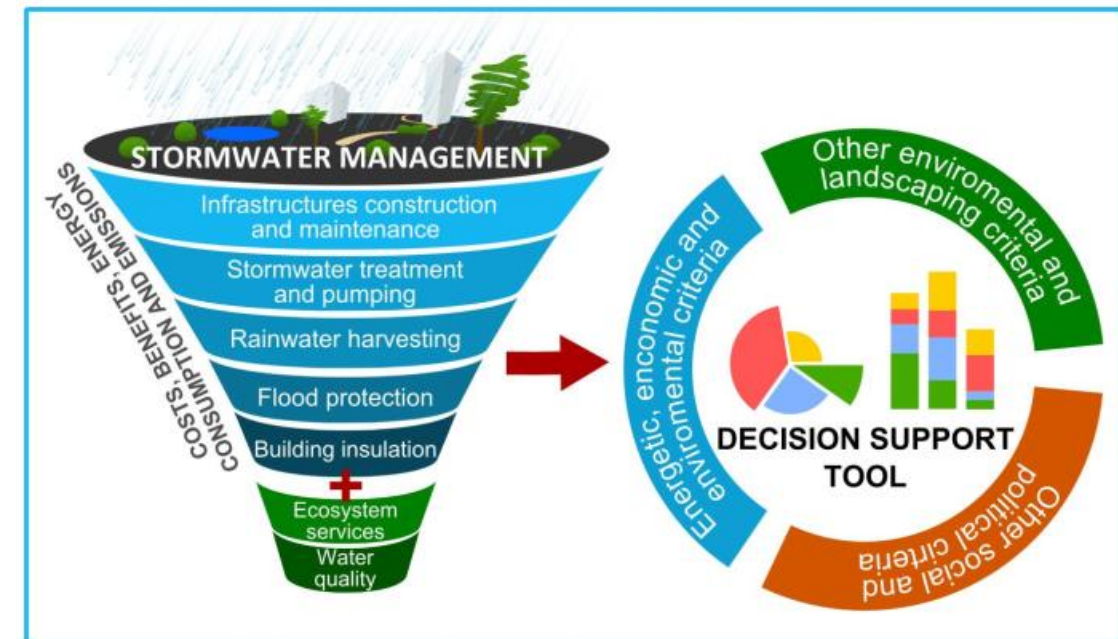 STORMWATER MANAGEMENT
COSTS, BENEFITS, ENERGY
CONSUMPTION AND EMISSIONS
Infrastructures construction
and maintenance
Stormwater treatment
and pumping
Rainwater harvesting
Flood protection
Building insulation
+
Ecosystem
services
Water
quality
Energetic, enconomic and
enviromental criteria
Other enviromental and
landscaping criteria
DECISION SUPPORT
TOOL
Other social and
political cirteria